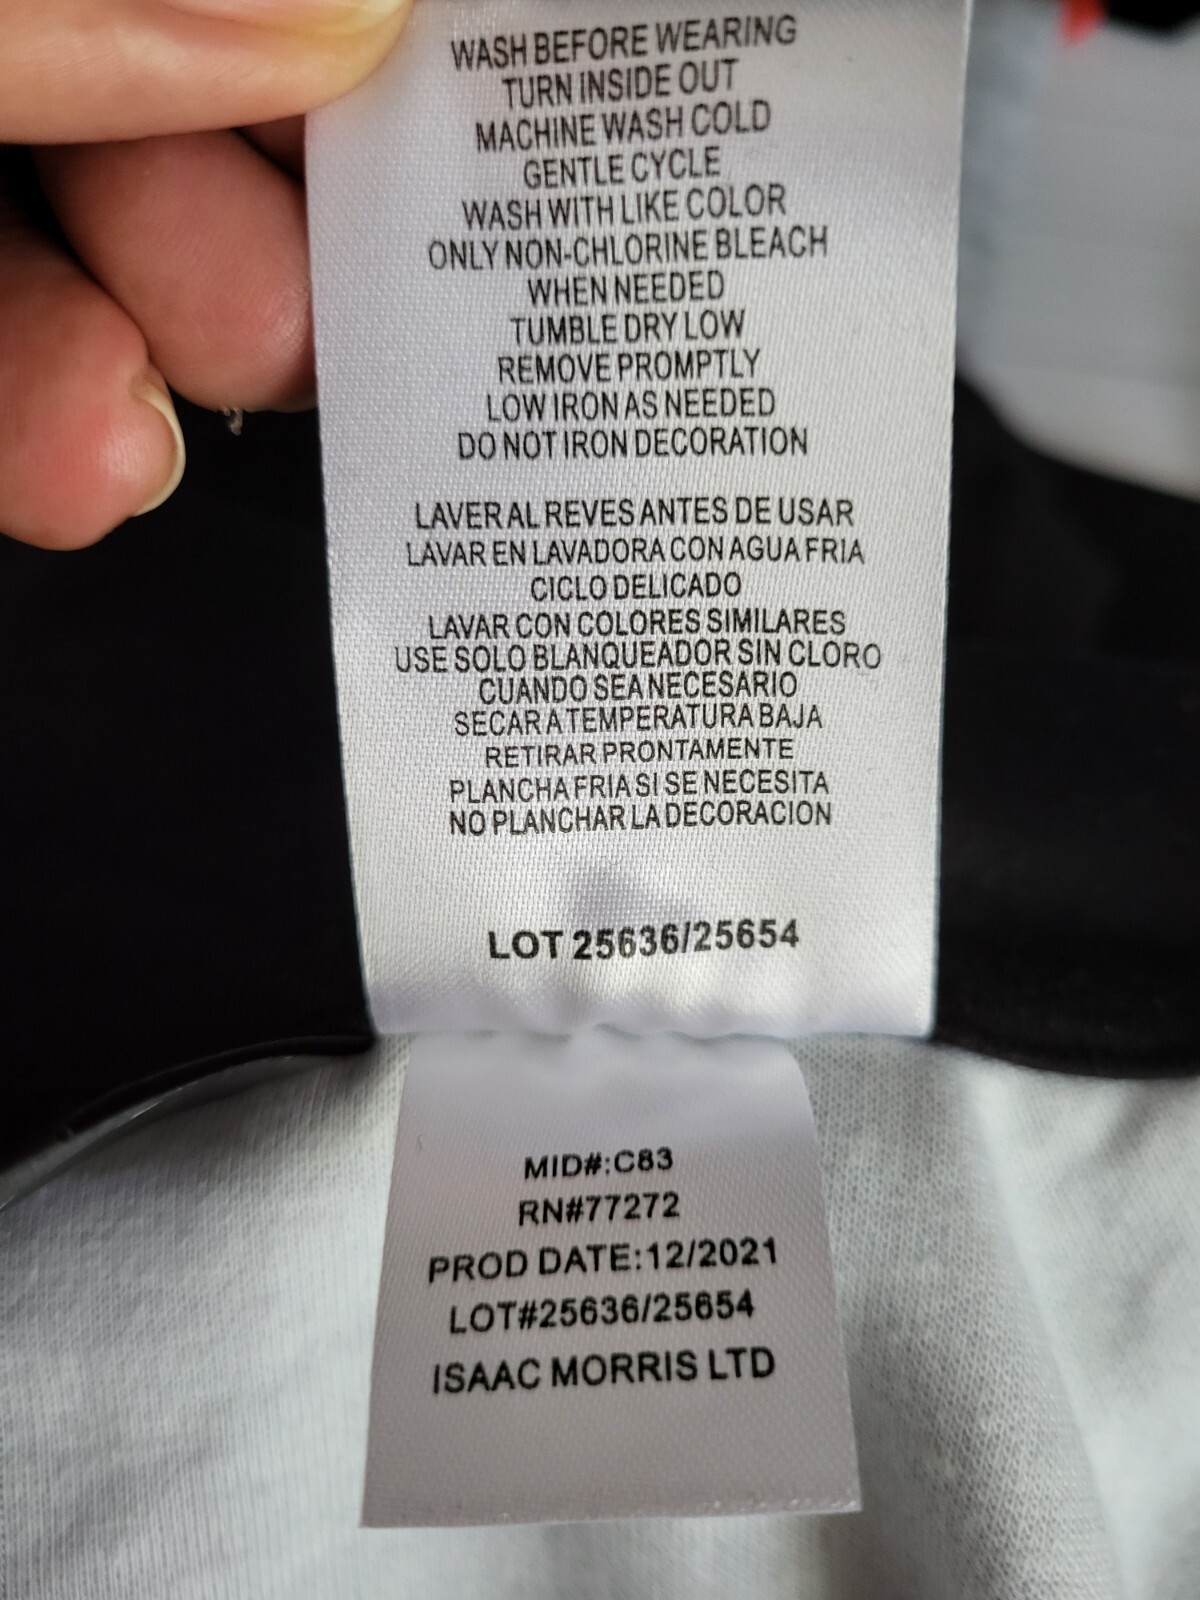 WASH BEFORE WEARING
TURN INSIDE OUT
MACHINE WASH COLD
GENTLE CYCLE
WASH WITH LIKE COLOR
ONLY NON-CHLORINE BLEACH
WHEN NEEDED
TUMBLE DRY LOW
REMOVE PROMPTLY
LOW IRON AS NEEDED
DO NOT IRON DECORATION
LAVER AL REVES ANTES DE USAR
LAVAR EN LAVADORA CON AGUA FRIA
CICLO DELICADO
LAVAR CON COLORES SIMILARES
USE SOLO BLANQUEADOR SIN CLORO
CUANDO SEA NECESARIO
SECAR A TEMPERATURA BAJA
RETIRAR PRONTAMENTE
PLANCHA FRIA SI SE NECESITA
NO PLANCHAR LA DECORACION
LOT 25636/25654
MID#:C83
RN#77272
PROD DATE:12/2021
LOT#25636/25654
ISAAC MORRIS LTD